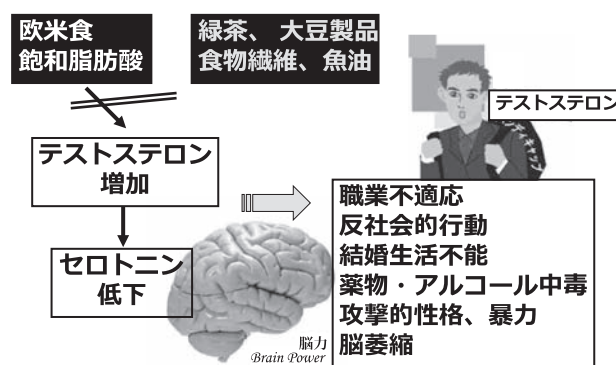 欧米食
飽和脂肪酸
緑茶、 大豆製品
食物繊維、魚油
テストステロン
テストステロン
増加
セロトニン
低下
職業不適応
反社会的行動
結婚生活不能
薬物・アルコール中毒
攻撃的性格、暴力
脳萎縮
脳力
Brain Power